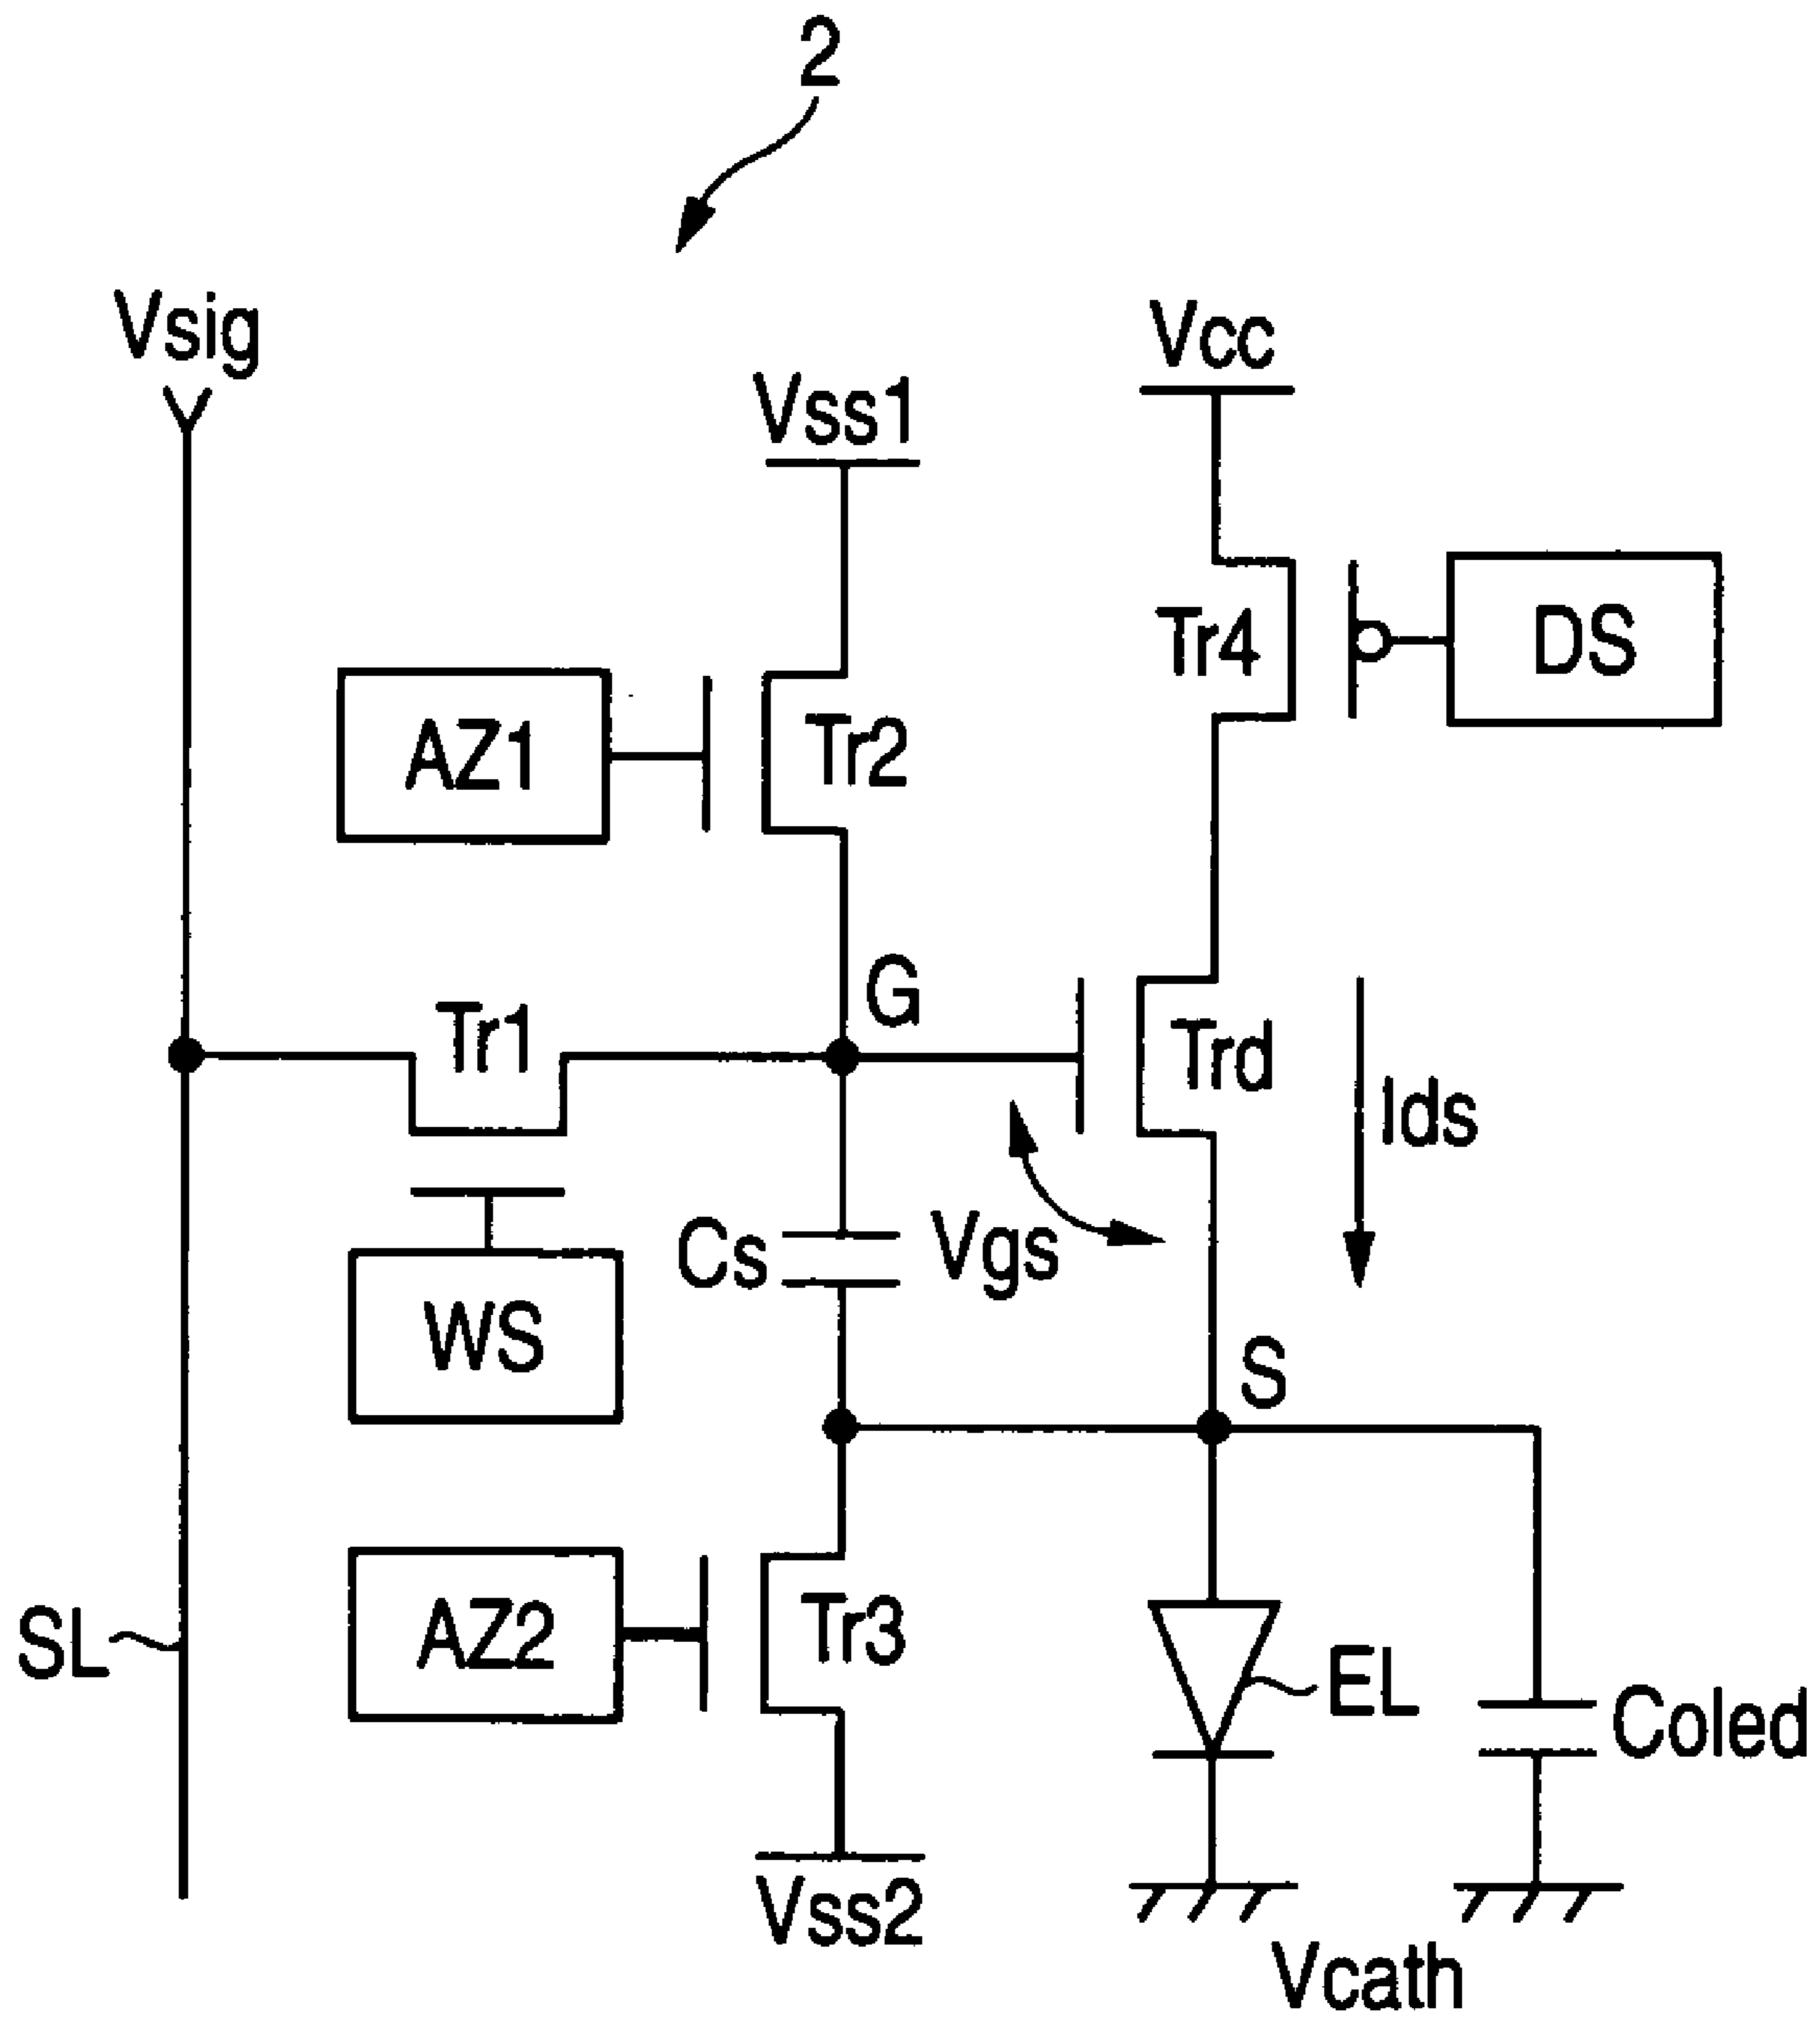 2
Vsig
Vcc
Vss1
Tr4
DS
AZ1
Tr2
G
Tr1
Trd
Ids
Cs
Vgs
WS
S
AZ2
Tr3
SL
EL
Coled
Vss2
Vcath